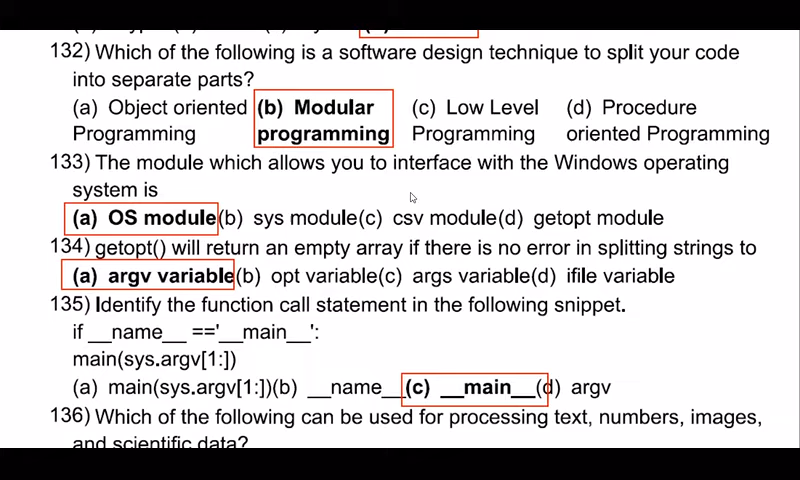 132) Which of the following is a software design technique to split your code
into separate parts?
(a) Object oriented (b) Modular (c) Low Level (d) Procedure
Programming programming Programming oriented Programming
133) The module which allows you to interface with the Windows operating
system is
(a) OS module(b) sys module(c) csv module(d) getopt module
134) getopt() will return an empty array if there is no error in splitting strings to
(a) argv variable(b) opt variable(c) args variable(d) ifile variable
135) Identify the function call statement in the following snippet.
if __name__ =='__main__':
main(sys.argv[1:])
(a) main(sys.argv[1:])(b) __name__(c) __main__(d) argv
136) Which of the following can be used for processing text, numbers, images,
and scientific data?